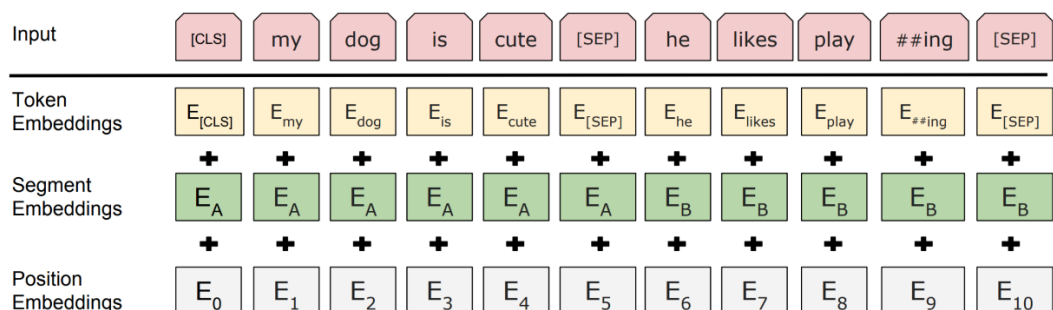 Input [CLS] my dog is cute [SEP] he likes play ##ing [SEP]
Token
Embeddings
E[CLS] Emy Edog Eis Ecute E[SEP] Ehe Elikes Eplay E##ing E[SEP]
+ + + + + + + + + + +
Segment
Embeddings
EA EA EA EA EA EA EB EB EB EB EB
+ + + + + + + + + + +
Position
Embeddings
E0 E1 E2 E3 E4 E5 E6 E7 E8 E9 E10